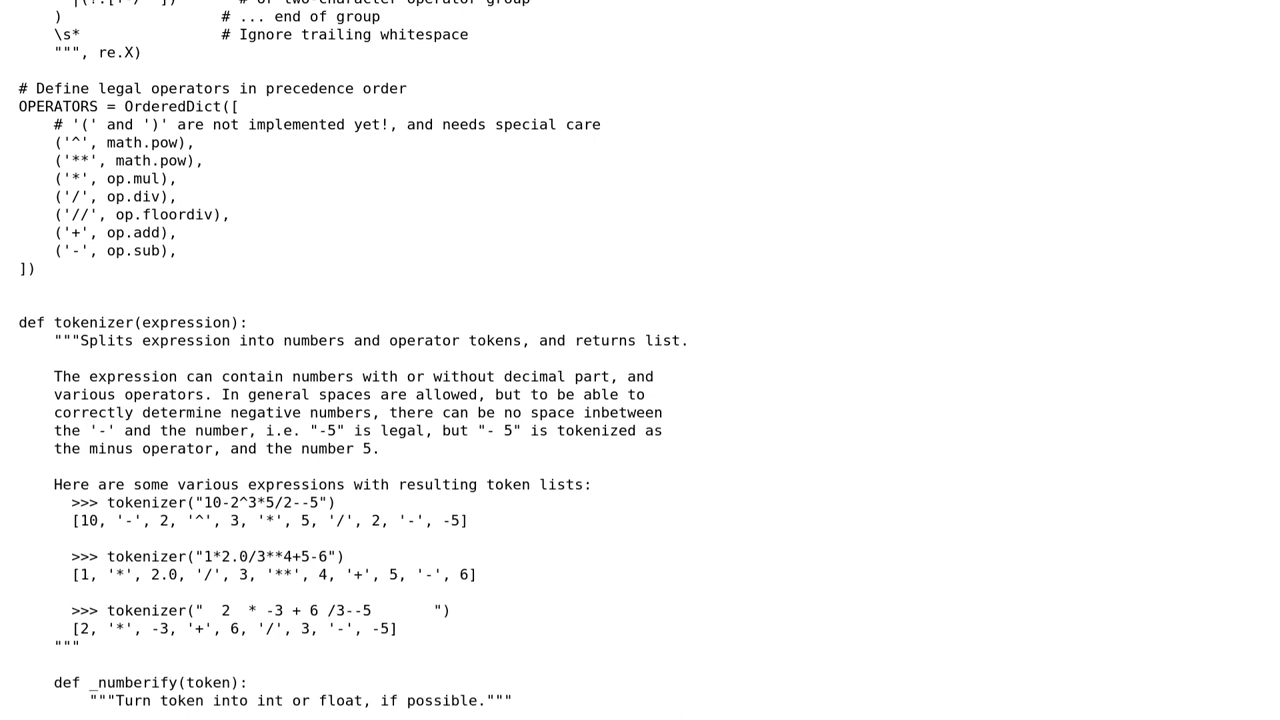 # or two-character operator group
    )                  # ... end of group
    \s*                # Ignore trailing whitespace
    """, re.X)

# Define legal operators in precedence order
OPERATORS = OrderedDict([
    # '(' and ')' are not implemented yet!, and needs special care
    ('^', math.pow),
    ('**', math.pow),
    ('*', op.mul),
    ('/', op.div),
    ('//', op.floordiv),
    ('+', op.add),
    ('-', op.sub),
])


def tokenizer(expression):
    """Splits expression into numbers and operator tokens, and returns list.

    The expression can contain numbers with or without decimal part, and
    various operators. In general spaces are allowed, but to be able to
    correctly determine negative numbers, there can be no space inbetween
    the '-' and the number, i.e. "-5" is legal, but "- 5" is tokenized as
    the minus operator, and the number 5.

    Here are some various expressions with resulting token lists:
      >>> tokenizer("10-2^3*5/2--5")
      [10, '-', 2, '^', 3, '*', 5, '/', 2, '-', -5]

      >>> tokenizer("1*2.0/3**4+5-6")
      [1, '*', 2.0, '/', 3, '**', 4, '+', 5, '-', 6]

      >>> tokenizer("  2  * -3 + 6 /3--5       ")
      [2, '*', -3, '+', 6, '/', 3, '-', -5]
    """

    def _numberify(token):
        """Turn token into int or float, if possible."""